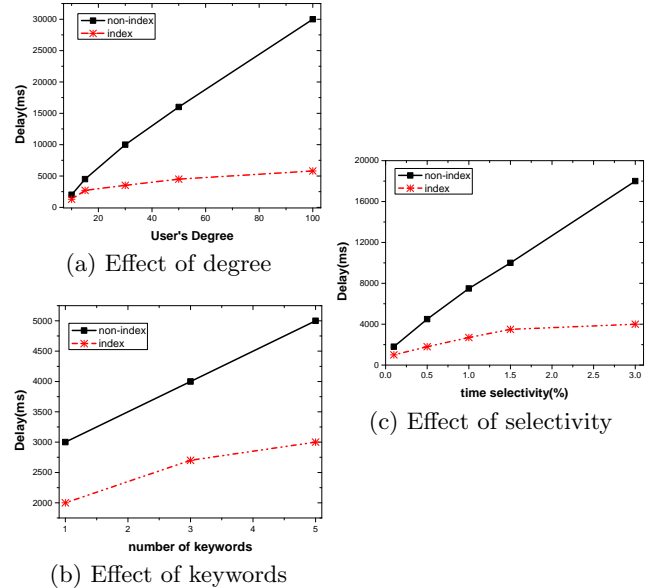 30000
25000
20000
15000
10000
5000
0
Delay(ms)
non-index
index
20 40 60 80 100
User's Degree
(a) Effect of degree
5000
4500
4000
3500
3000
2500
2000
Delay(ms)
non-index
index
1 2 3 4 5
number of keywords
(b) Effect of keywords
20000
16000
12000
8000
4000
0
Delay(ms)
non-index
index
0.0 0.5 1.0 1.5 2.0 2.5 3.0
time selectivity(%)
(c) Effect of selectivity